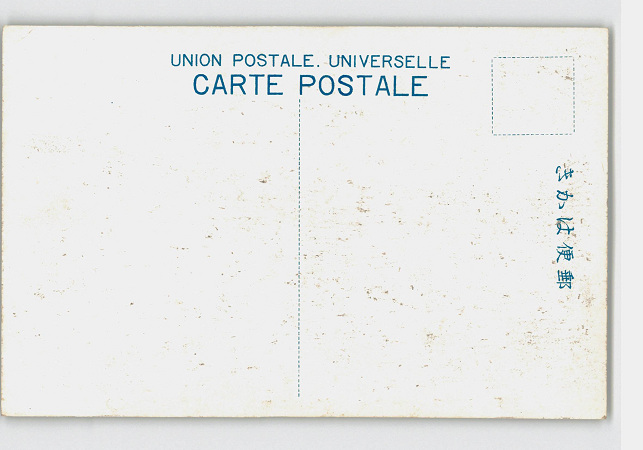 UNION POSTALE. UNIVERSELLE
CARTE POSTALE
きかは便郵